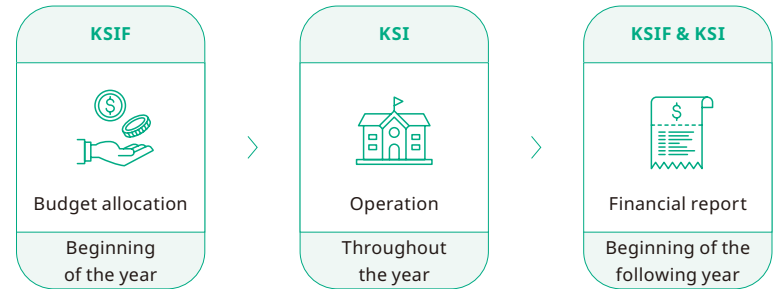 KSIF
$
Budget allocation
Beginning
of the year
KSI
Operation
Throughout
the year
KSIF & KSI
$
Financial report
Beginning of the
following year